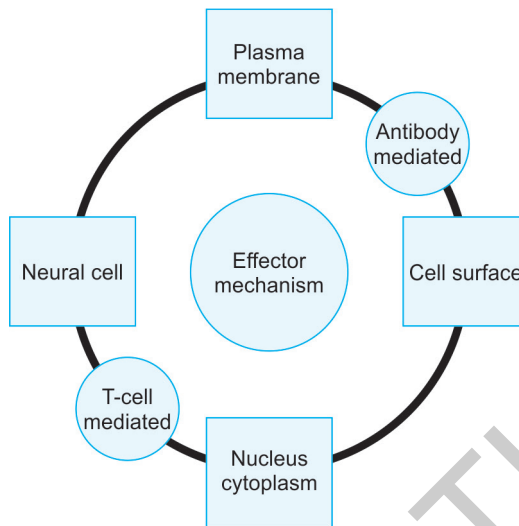 Plasma
membrane
Antibody
mediated
Neural cell
Effector
mechanism
Cell surface
T-cell
mediated
Nucleus
cytoplasm